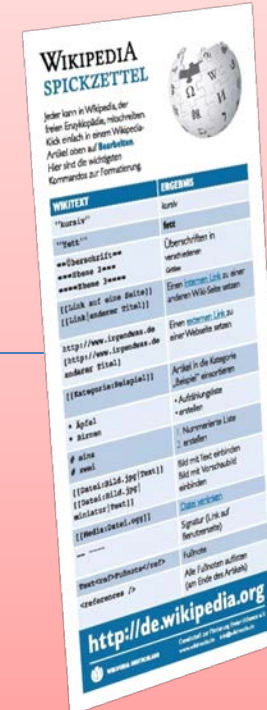 WIKIPEDIA
SPICKZETTEL
Jeder kann in Wikipedia, der
freien Enzyklopädie, mitschreiben.
Klick einfach in einem Wikipedia-
Artikel oben auf Bearbeiten.
Hier sind die wichtigsten
Kommandos zur Formatierung.
WIKITEXT ERGEBNIS
''kursiv'' kursiv
'''fett''' fett
==Überschrift== Überschriften in
===Ebene 2=== verschiedenen
====Ebene 3==== Größen
[[Link auf eine Seite]] Einen internen Link zu einer
[[Link|anderer Titel]] anderen Wiki-Seite setzen
http://www.irgendwas.de Einen externen Link zu
[http://www.irgendwas.de einer Webseite setzen
anderer Titel]
[[Kategorie:Beispiel]] Artikel in die Kategorie
„Beispiel“ einsortieren
* Äpfel • Aufzählungsliste
* Birnen • erstellen
# eins 1. Nummerierte Liste
# zwei 2. erstellen
[[Datei:Bild.jpg|Text]] Bild mit Text einbinden
[[Datei:Bild.jpg| Bild mit Vorschaubild
miniatur|Text]] einbinden
[[Media:Datei.ogg]] Datei verlinken
Signatur (Link auf
Benutzerseite)
Text<ref>Fußnote</ref> Fußnote
<references /> Alle Fußnoten auflisten
(am Ende des Artikels)
http://de.wikipedia.org
WIKIMEDIA DEUTSCHLAND